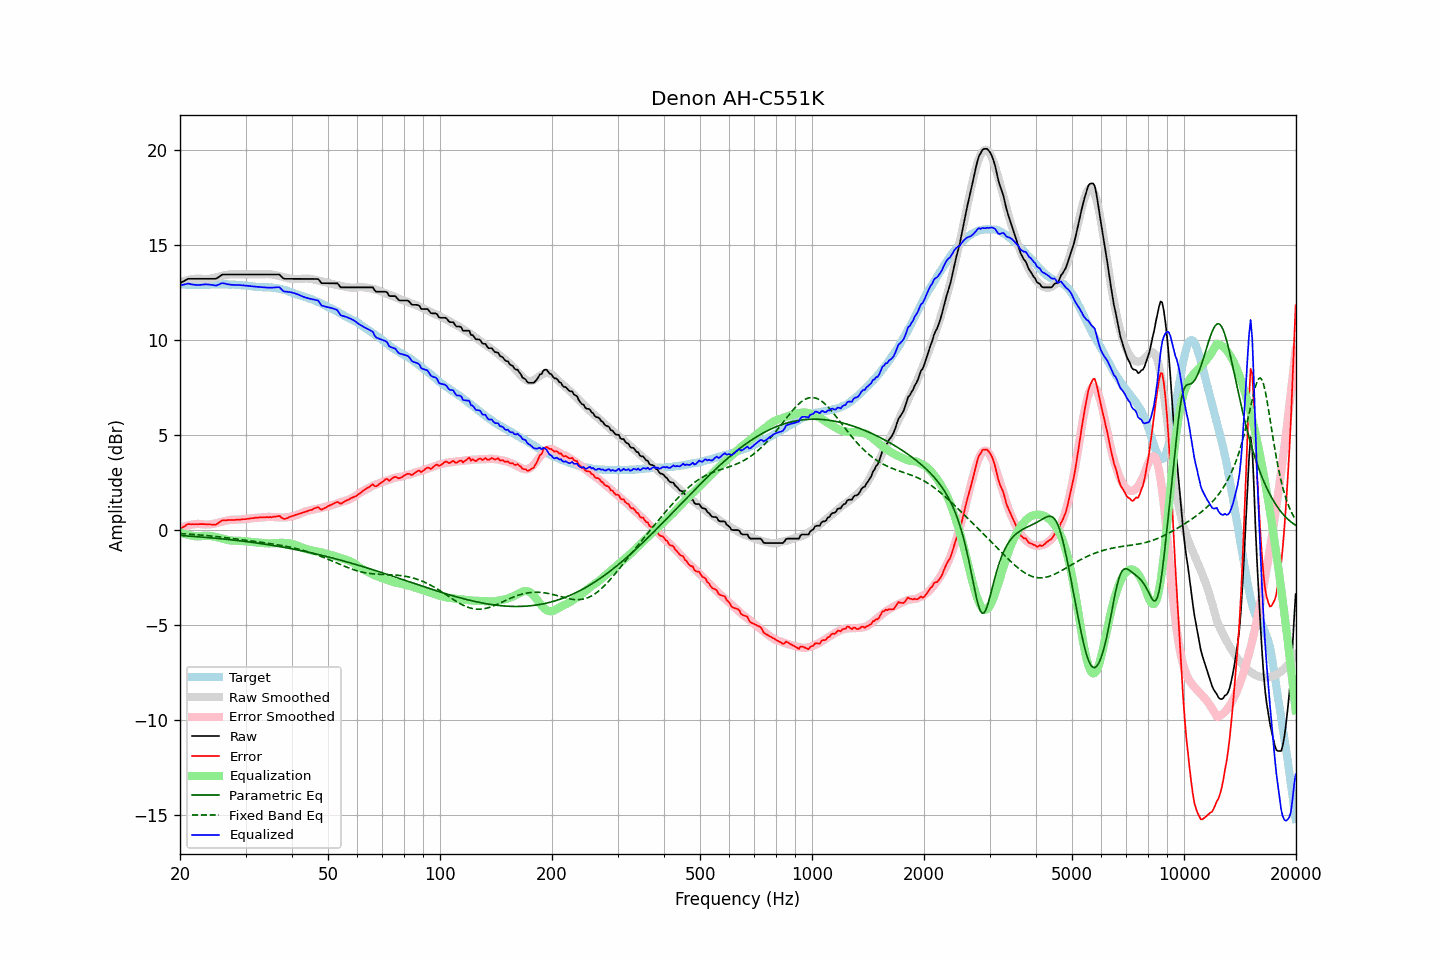 Denon AH-C551K
Amplitude (dBr)
20
15
10
5
0
−5
−10
−15
Target
Raw Smoothed
Error Smoothed
Raw
Error
Equalization
Parametric Eq
Fixed Band Eq
Equalized
20 50 100 200 500 1000 2000 5000 10000 20000
Frequency (Hz)